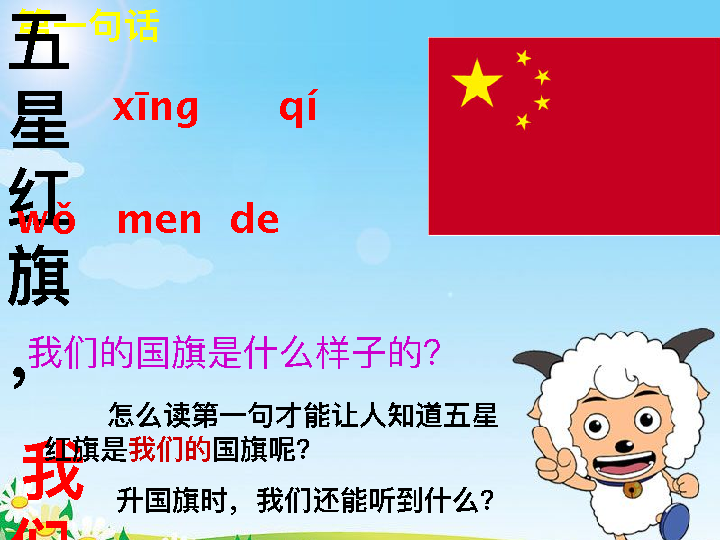 第一句话
五星红旗，
我们
xīng qí
wǒ men de
我们的国旗是什么样子的?
怎么读第一句才能让人知道五星
红旗是我们的国旗呢?
升国旗时，我们还能听到什么?